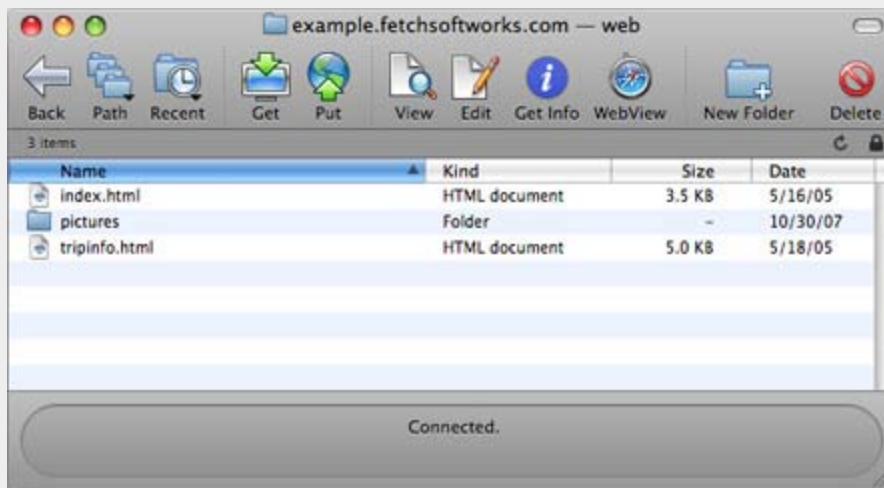 example.fetchsoftworks.com — web
Back Path Recent Get Put View Edit Get Info WebView New Folder Delete
3 items
Name Kind Size Date
index.html HTML document 3.5 KB 5/16/05
pictures Folder - 10/30/07
tripinfo.html HTML document 5.0 KB 5/18/05
Connected.